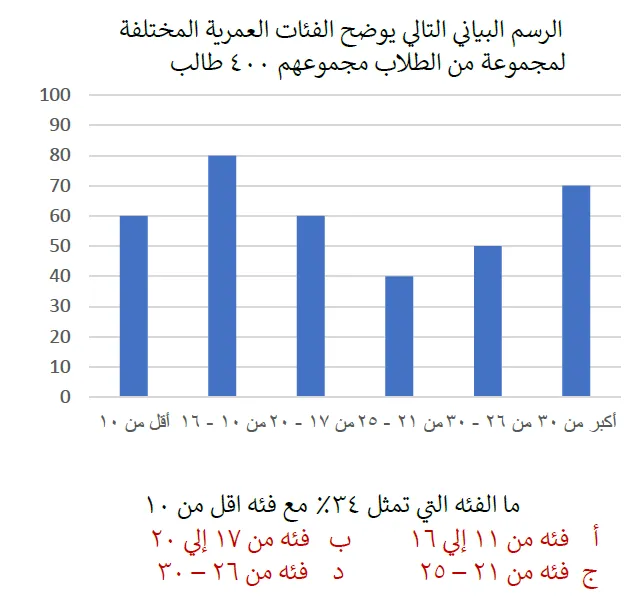 الرسم البياني التالي يوضح الفئات العمرية المختلفة
لمجموعة من الطلاب مجموعهم ٤٠٠ طالب
100
90
80
70
60
50
40
30
20
10
0
أقل من ١٠
من ١٠ - ١٦
من ١٧ - ٢٠
من ٢١ - ٢٥
من ٢٦ - ٣٠
أكبر من ٣٠
ما الفئه التي تمثل ٣٤٪ مع فئه اقل من ١٠
أ فئه من ١١ إلي ١٦ ب فئه من ١٧ إلي ٢٠
ج فئه من ٢١ – ٢٥ د فئه من ٢٦ – ٣٠